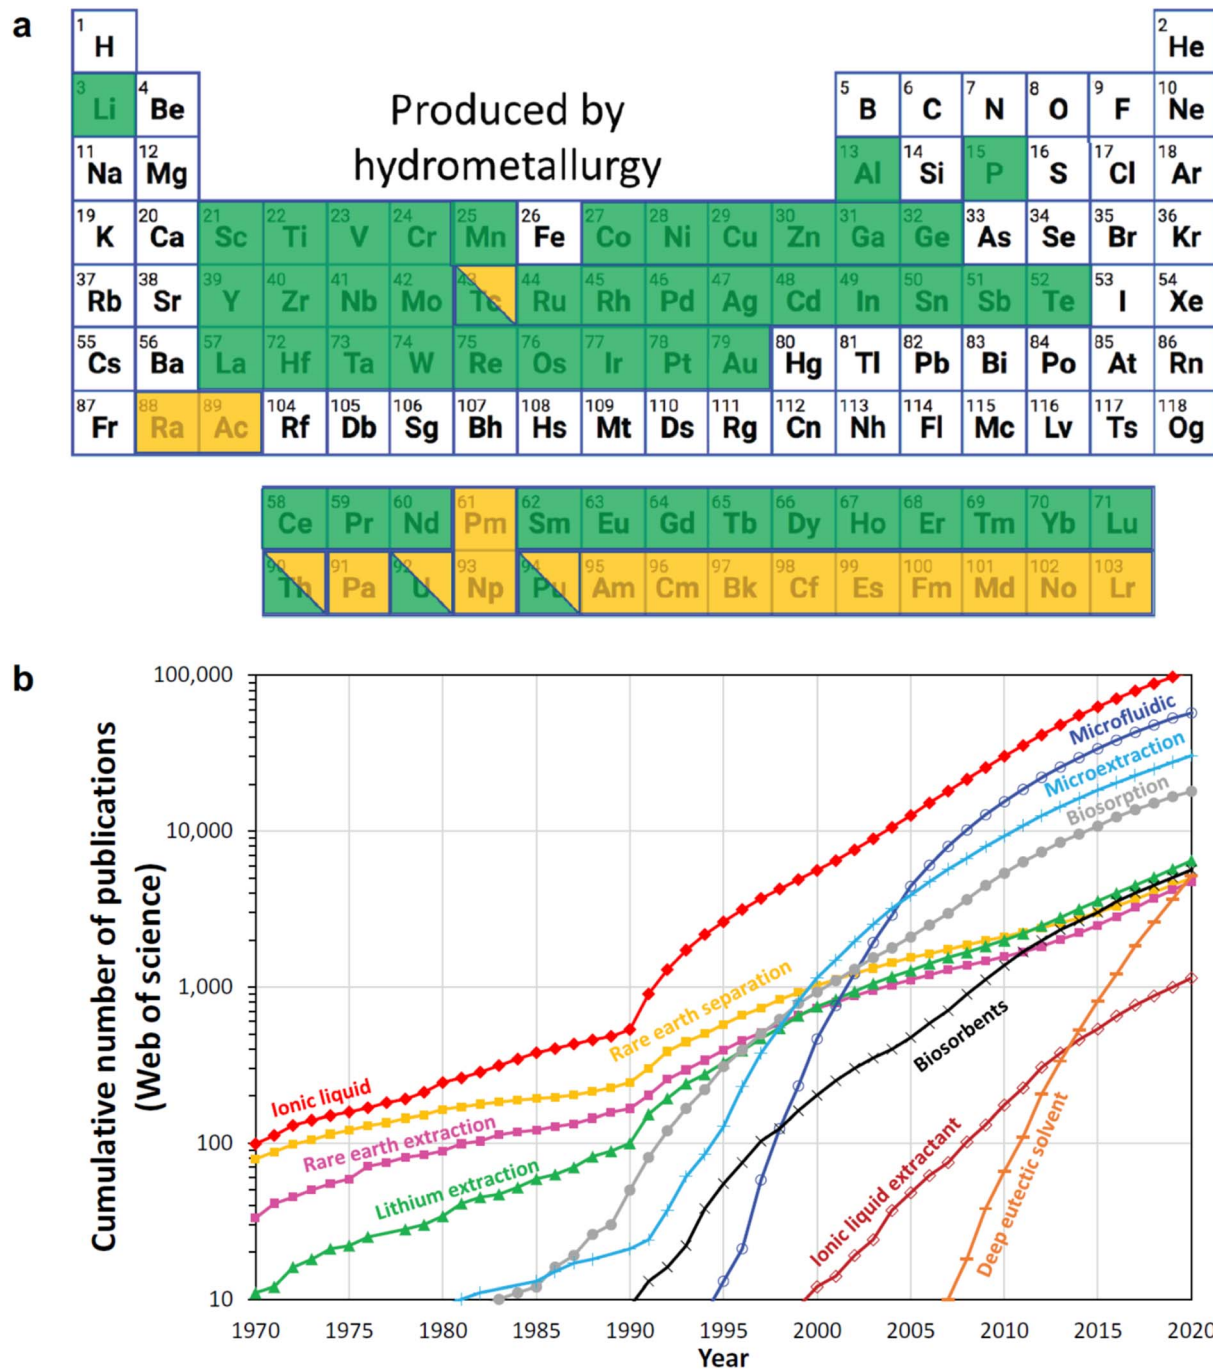 a
1 H 2 He
3 Li 4 Be 5 B 6 C 7 N 8 O 9 F 10 Ne
Produced by
hydrometallurgy
11 Na 12 Mg 13 Al 14 Si 15 P 16 S 17 Cl 18 Ar
19 K 20 Ca 21 Sc 22 Ti 23 V 24 Cr 25 Mn 26 Fe 27 Co 28 Ni 29 Cu 30 Zn 31 Ga 32 Ge 33 As 34 Se 35 Br 36 Kr
37 Rb 38 Sr 39 Y 40 Zr 41 Nb 42 Mo 43 Tc 44 Ru 45 Rh 46 Pd 47 Ag 48 Cd 49 In 50 Sn 51 Sb 52 Te 53 I 54 Xe
55 Cs 56 Ba 57 La 72 Hf 73 Ta 74 W 75 Re 76 Os 77 Ir 78 Pt 79 Au 80 Hg 81 Tl 82 Pb 83 Bi 84 Po 85 At 86 Rn
87 Fr 88 Ra 89 Ac 104 Rf 105 Db 106 Sg 107 Bh 108 Hs 109 Mt 110 Ds 111 Rg 112 Cn 113 Nh 114 Fl 115 Mc 116 Lv 117 Ts 118 Og
58 Ce 59 Pr 60 Nd 61 Pm 62 Sm 63 Eu 64 Gd 65 Tb 66 Dy 67 Ho 68 Er 69 Tm 70 Yb 71 Lu
90 Th 91 Pa 92 U 93 Np 94 Pu 95 Am 96 Cm 97 Bk 98 Cf 99 Es 100 Fm 101 Md 102 No 103 Lr
b
Cumulative number of publications
(Web of science)
100,000
10,000
1,000
100
10
Microfluidic
Microextraction
Biosorption
Rare earth separation
Biosorbents
Ionic liquid
Rare earth extraction
Lithium extraction
Ionic liquid extractant
Deep eutectic solvent
1970 1975 1980 1985 1990 1995 2000 2005 2010 2015 2020
Year